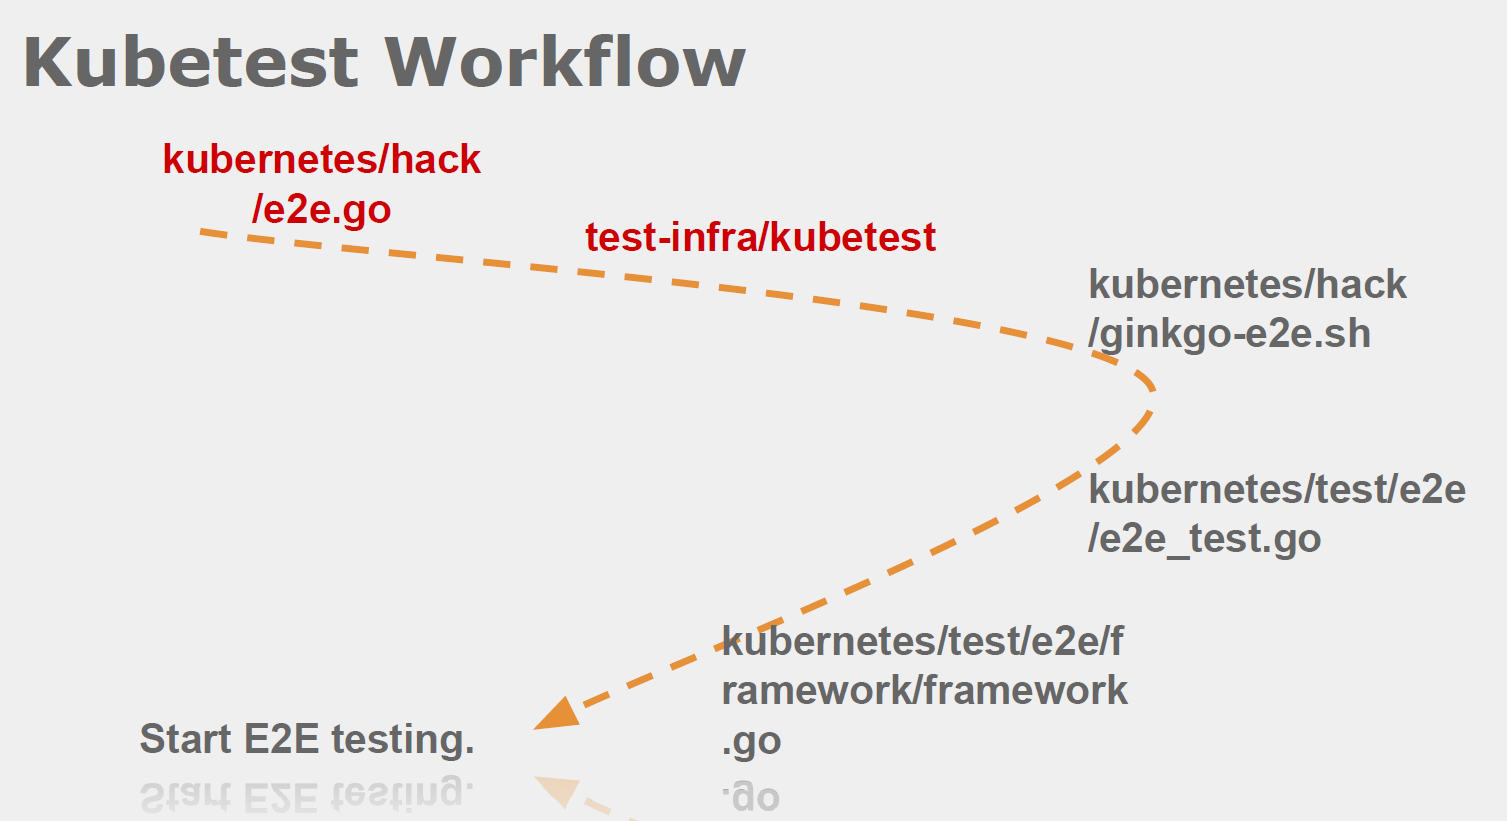 Kubetest Workflow
kubernetes/hack
/e2e.go
test-infra/kubetest
kubernetes/hack
/ginkgo-e2e.sh
kubernetes/test/e2e
/e2e_test.go
kubernetes/test/e2e/f
ramework/framework
.go
Start E2E testing.